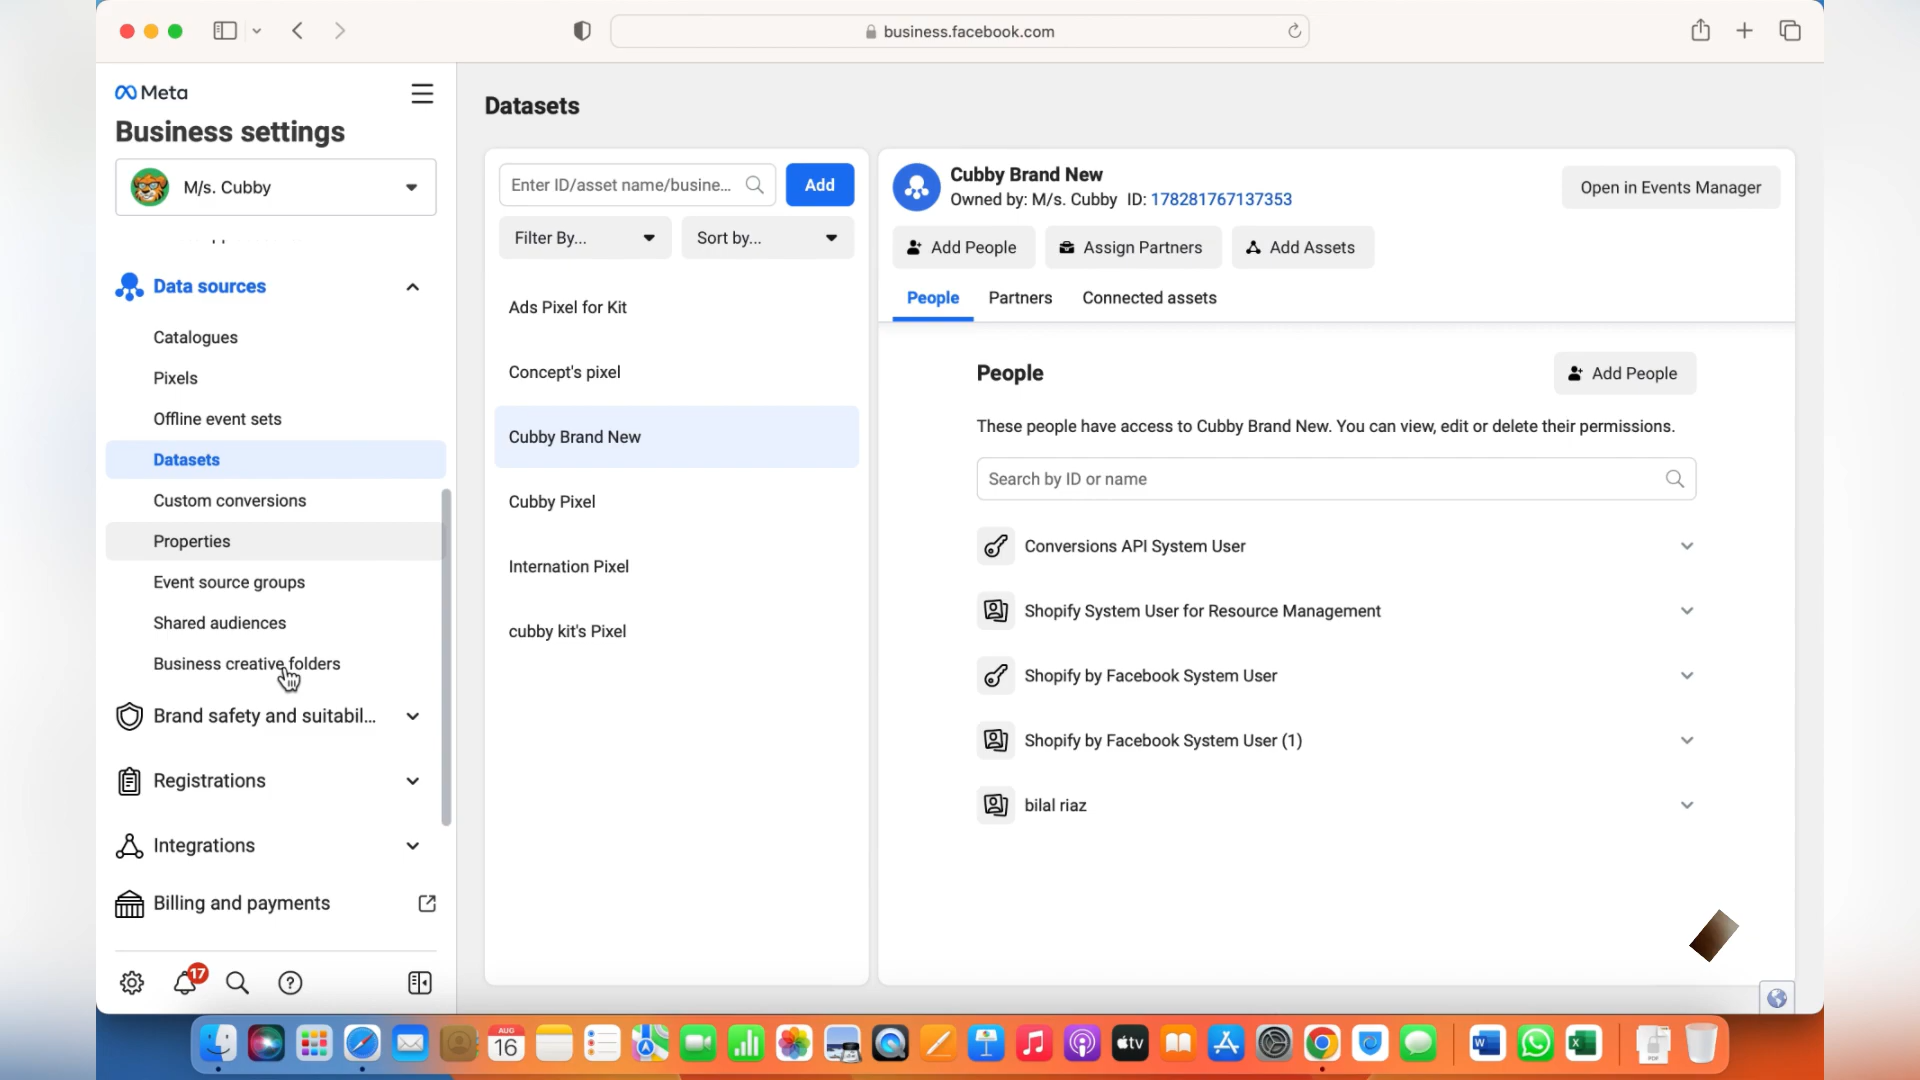 business.facebook.com
Meta
Business settings
M/s. Cubby
Data sources
Catalogues
Pixels
Offline event sets
Datasets
Custom conversions
Properties
Event source groups
Shared audiences
Business creative folders
Brand safety and suitabil...
Registrations
Integrations
Billing and payments
17
Datasets
Enter ID/asset name/busine...
Add
Filter By...
Sort by...
Ads Pixel for Kit
Concept's pixel
Cubby Brand New
Cubby Pixel
Internation Pixel
cubby kit's Pixel
Cubby Brand New
Owned by: M/s. Cubby ID: 178281767137353
Open in Events Manager
Add People
Assign Partners
Add Assets
People
Partners
Connected assets
People
Add People
These people have access to Cubby Brand New. You can view, edit or delete their permissions.
Search by ID or name
Conversions API System User
Shopify System User for Resource Management
Shopify by Facebook System User
Shopify by Facebook System User (1)
bilal riaz
AUG
16
tv
W
X
PDF